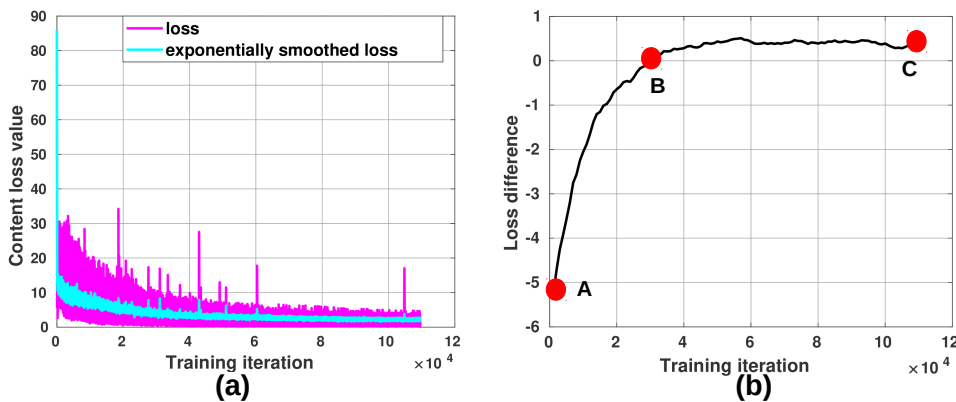 90
80
70
60
50
40
30
20
10
0
Content loss value
loss
exponentially smoothed loss
0 2 4 6 8 10 12
Training iteration
×10 4
(a)
1
0
-1
-2
-3
-4
-5
-6
Loss difference
A
B
C
0 2 4 6 8 10 12
Training iteration
×10 4
(b)